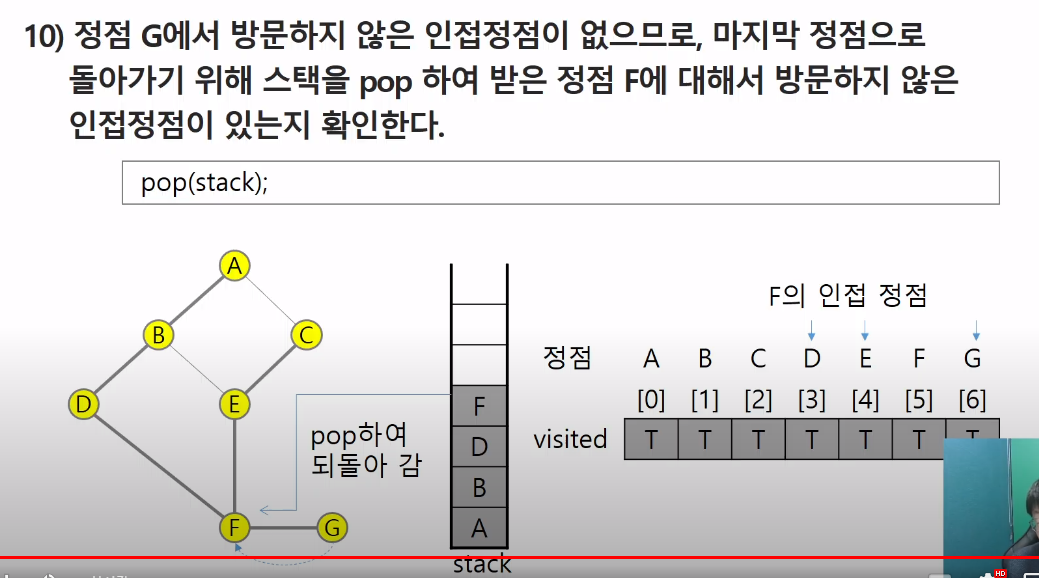 10) 정점 G에서 방문하지 않은 인접정점이 없으므로, 마지막 정점으로
돌아가기 위해 스택을 pop 하여 받은 정점 F에 대해서 방문하지 않은
인접정점이 있는지 확인한다.
pop(stack);
A
B
C
D
E
F
G
pop하여
되돌아 감
F
D
B
A
stack
F의 인접 정점
정점 A B C D E F G
[0] [1] [2] [3] [4] [5] [6]
visited T T T T T T T
HD